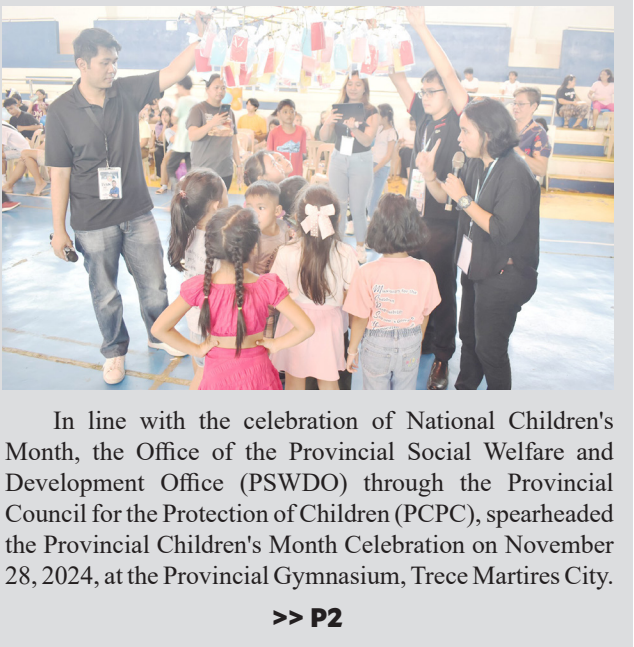 In line with the celebration of National Children's
Month, the Office of the Provincial Social Welfare and
Development Office (PSWDO) through the Provincial
Council for the Protection of Children (PCPC), spearheaded
the Provincial Children's Month Celebration on November
28, 2024, at the Provincial Gymnasium, Trece Martires City.
>> P2